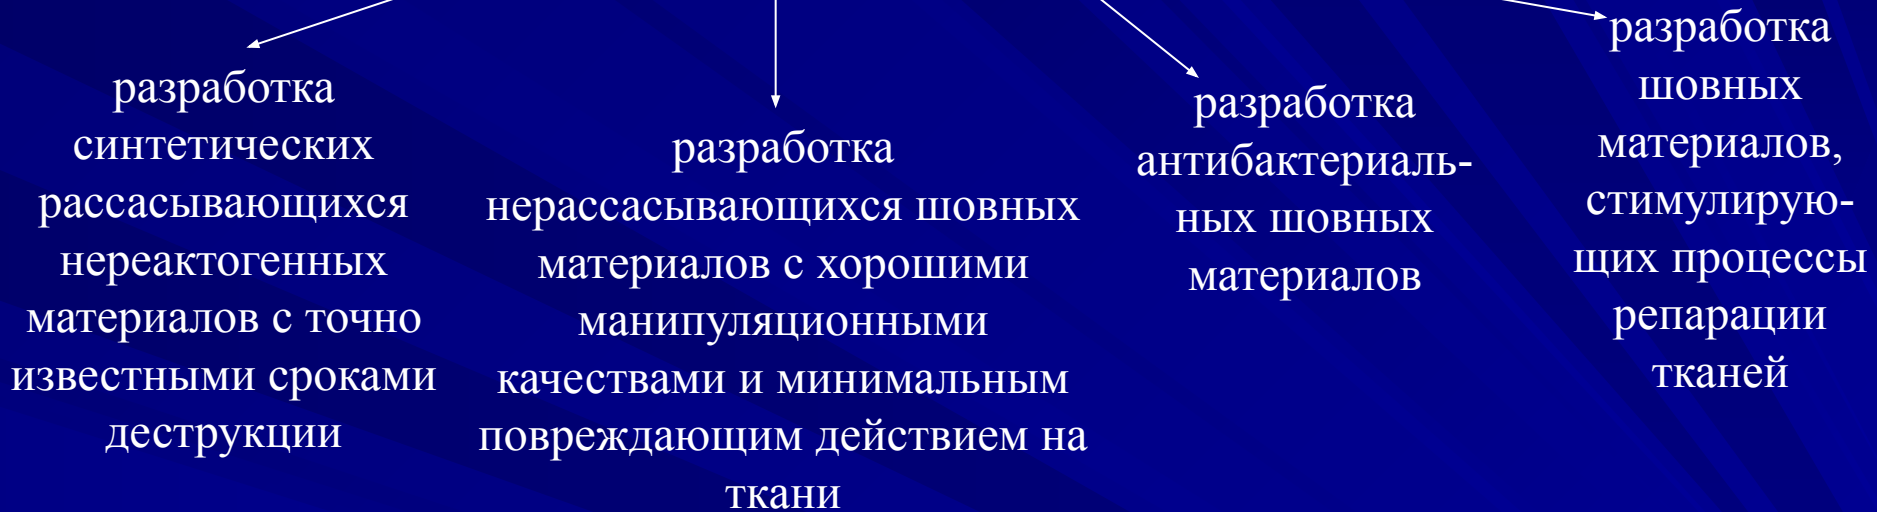 разработка
синтетических
рассасывающихся
нереактогенных
материалов с точно
известными сроками
деструкции
разработка
нерассасывающихся шовных
материалов с хорошими
манипуляционными
качествами и минимальным
повреждающим действием на
ткани
разработка
антибактериаль-
ных шовных
материалов
разработка
шовных
материалов,
стимулирую-
щих процессы
репарации
тканей